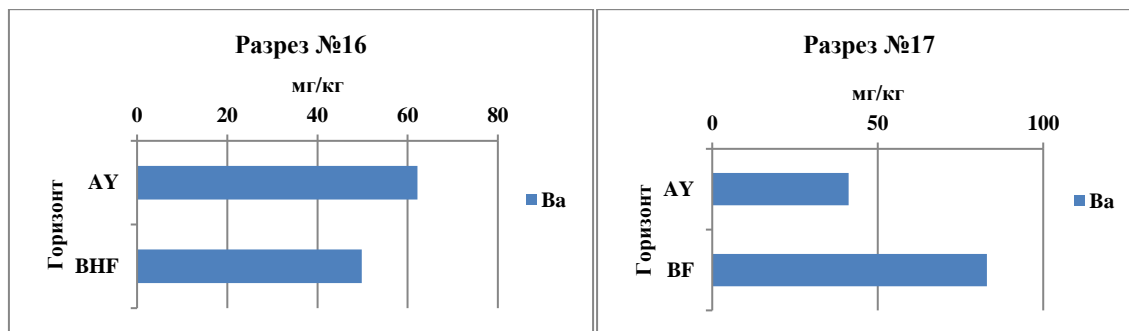 Разрез №16
мг/кг
0 20 40 60 80
AY
BHF
Горизонт
Ba
Разрез №17
мг/кг
0 50 100
AY
BF
Горизонт
Ba